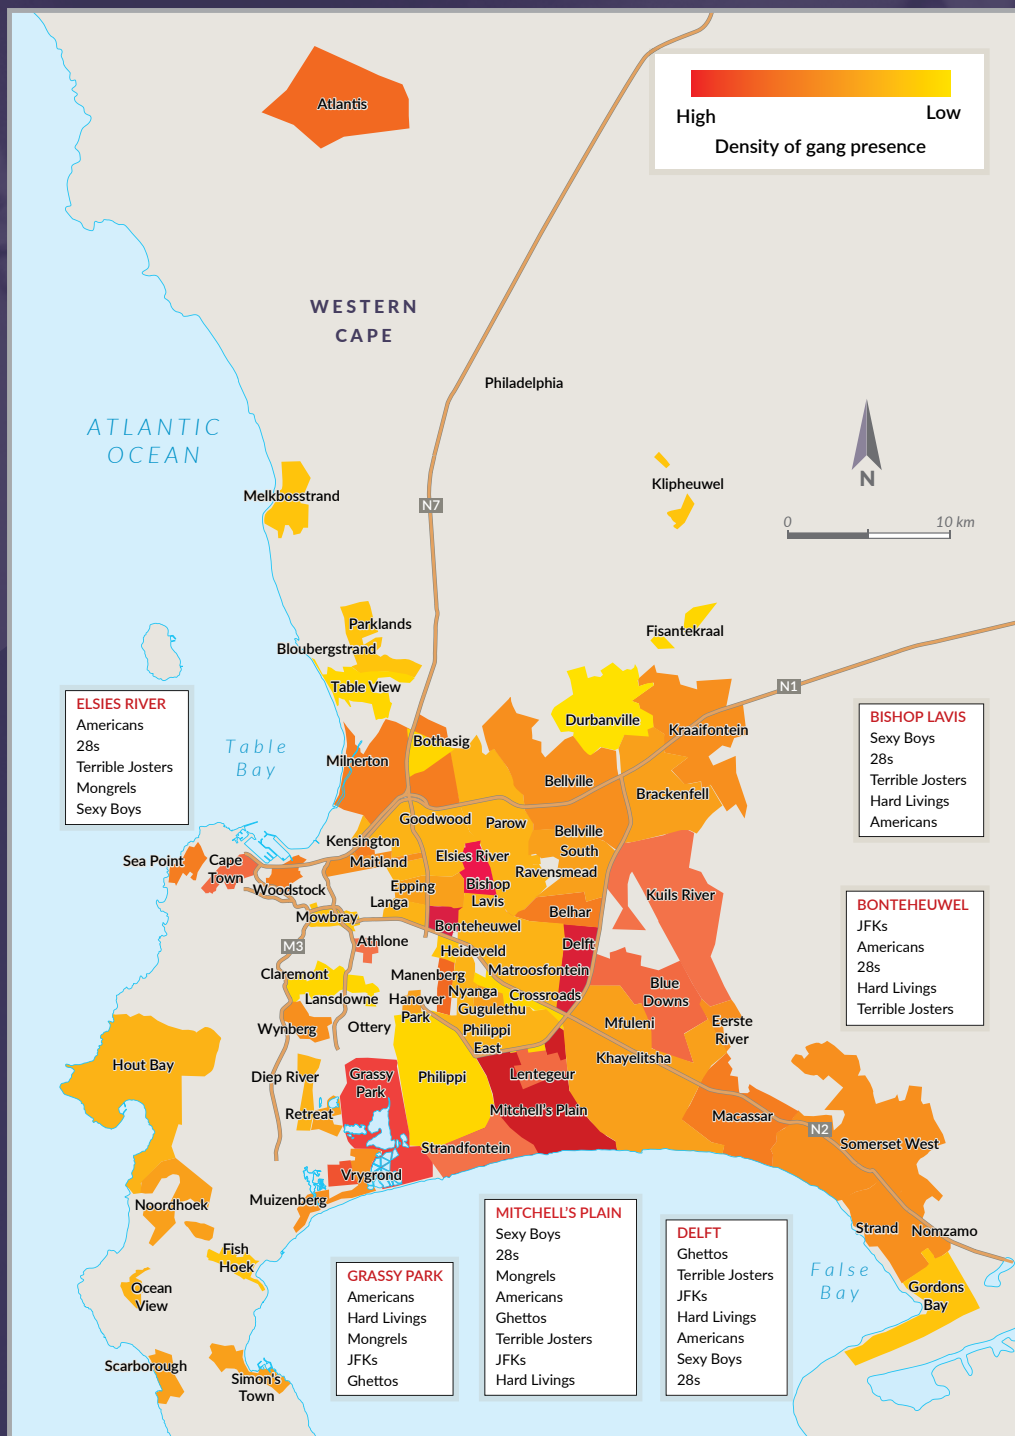 Atlantis
High
Low
Density of gang presence
WESTERN
CAPE
Philadelphia
ATLANTIC
OCEAN
N
0
10 km
Melkbosstrand
Klipheuwel
N7
Parklands
Bloubergstrand
Table View
Fisantekraal
N1
ELSIES RIVER
Americans
28s
Terrible Josters
Mongrels
Sexy Boys
Table
Bay
Durbanville
Kraaifontein
Bothasig
Milnerton
Bellville
Brackenfell
BISHOP LAVIS
Sexy Boys
28s
Terrible Josters
Hard Livings
Americans
Goodwood
Parow
Kensington
Bellville
South
Maitland
Elsies River
Ravensmead
Sea Point
Cape
Town
Woodstock
Epping
Bishop
Lavis
Langa
Kuils River
Mowbray
Bonteheuwel
Belhar
M3
Athlone
Heideveld
Delft
BONTEHEUWEL
JFKs
Americans
28s
Hard Livings
Terrible Josters
Claremont
Manenberg
Matroosfontein
Lansdowne
Hanover
Park
Nyanga
Crossroads
Gugulethu
Blue
Downs
Wynberg
Ottery
Philippi
East
Mfuleni
Eerste
River
Khayelitsha
Hout Bay
Diep River
Grassy
Park
Philippi
Lentegeur
Retreat
Mitchell's Plain
Macassar
N2
Somerset West
Strandfontein
Vrygrond
Muizenberg
Noordhoek
Strand
Nomzamo
Fish
Hoek
Ocean
View
False
Bay
Gordons
Bay
Scarborough
Simon's
Town
GRASSY PARK
Americans
Hard Livings
Mongrels
JFKs
Ghettos
MITCHELL'S PLAIN
Sexy Boys
28s
Mongrels
Americans
Ghettos
Terrible Josters
JFKs
Hard Livings
DELFT
Ghettos
Terrible Josters
JFKs
Hard Livings
Americans
Sexy Boys
28s